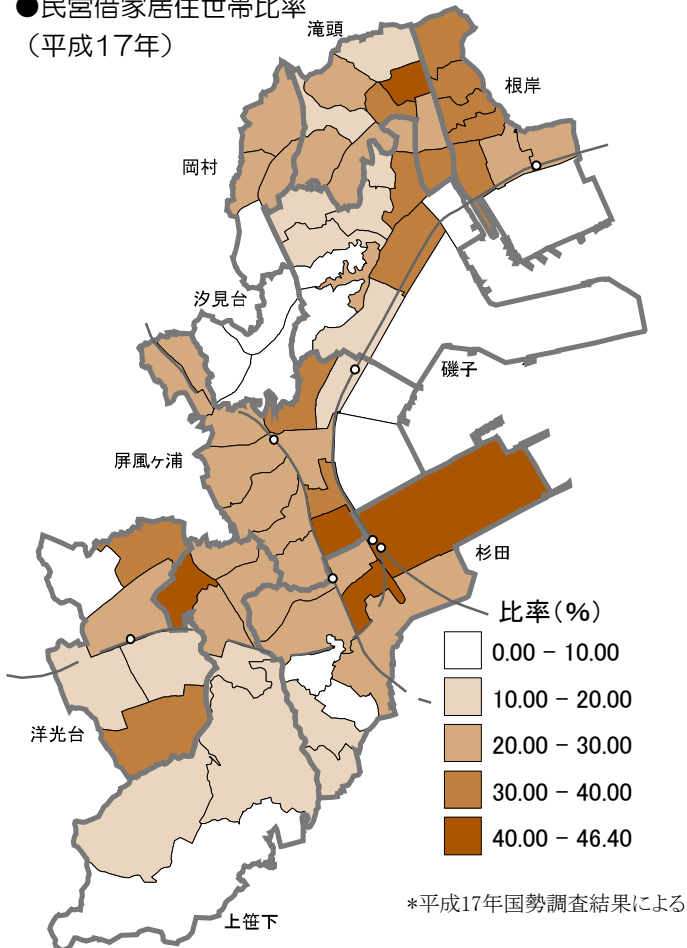 ●民営借家居住世帯比率
（平成17年）
滝頭
根岸
岡村
汐見台
磯子
屏風ヶ浦
杉田
洋光台
上笹下
比率(%)
0.00 − 10.00
10.00 − 20.00
20.00 − 30.00
30.00 − 40.00
40.00 − 46.40
*平成17年国勢調査結果による